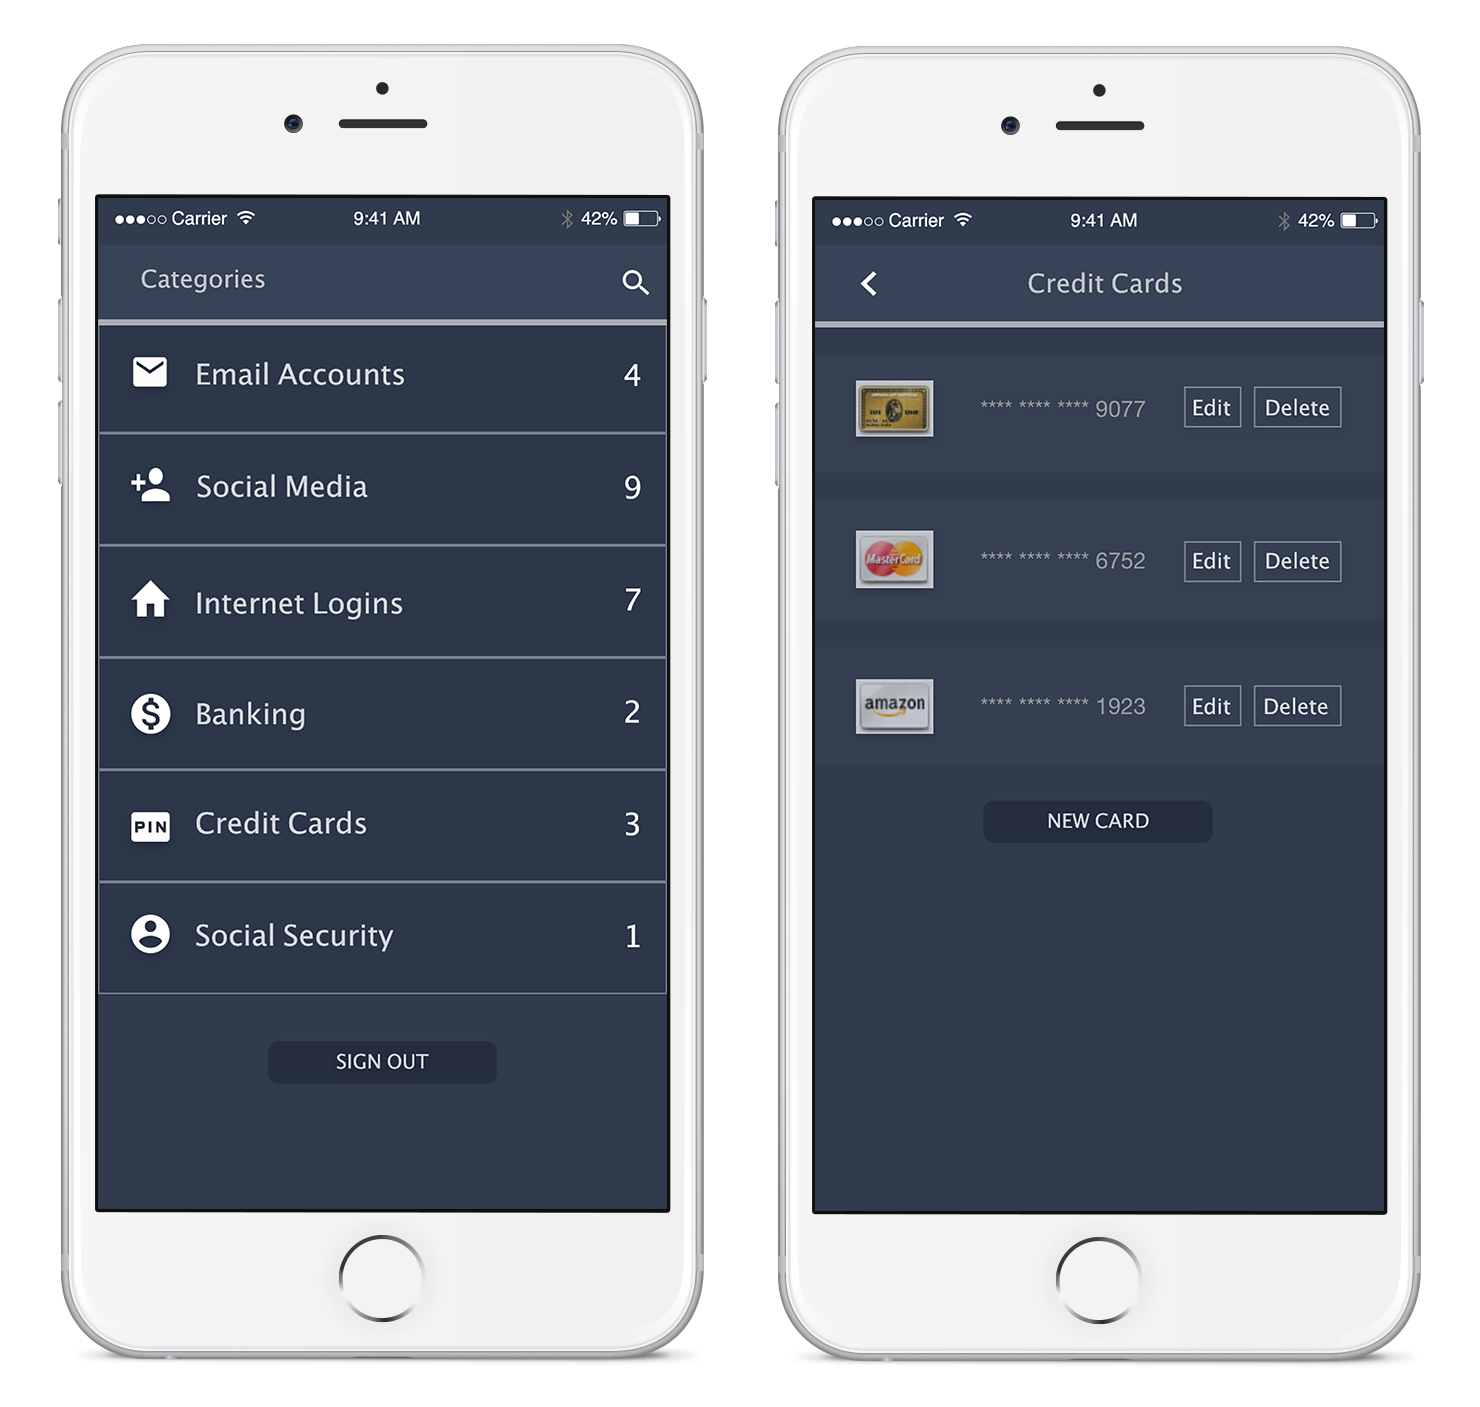 Carrier 9:41 AM 42%
Categories
Email Accounts 4
Social Media 9
Internet Logins 7
Banking 2
PIN Credit Cards 3
Social Security 1
SIGN OUT
Carrier 9:41 AM 42%
Credit Cards
**** **** **** 9077 Edit Delete
MasterCard **** **** **** 6752 Edit Delete
amazon **** **** **** 1923 Edit Delete
NEW CARD